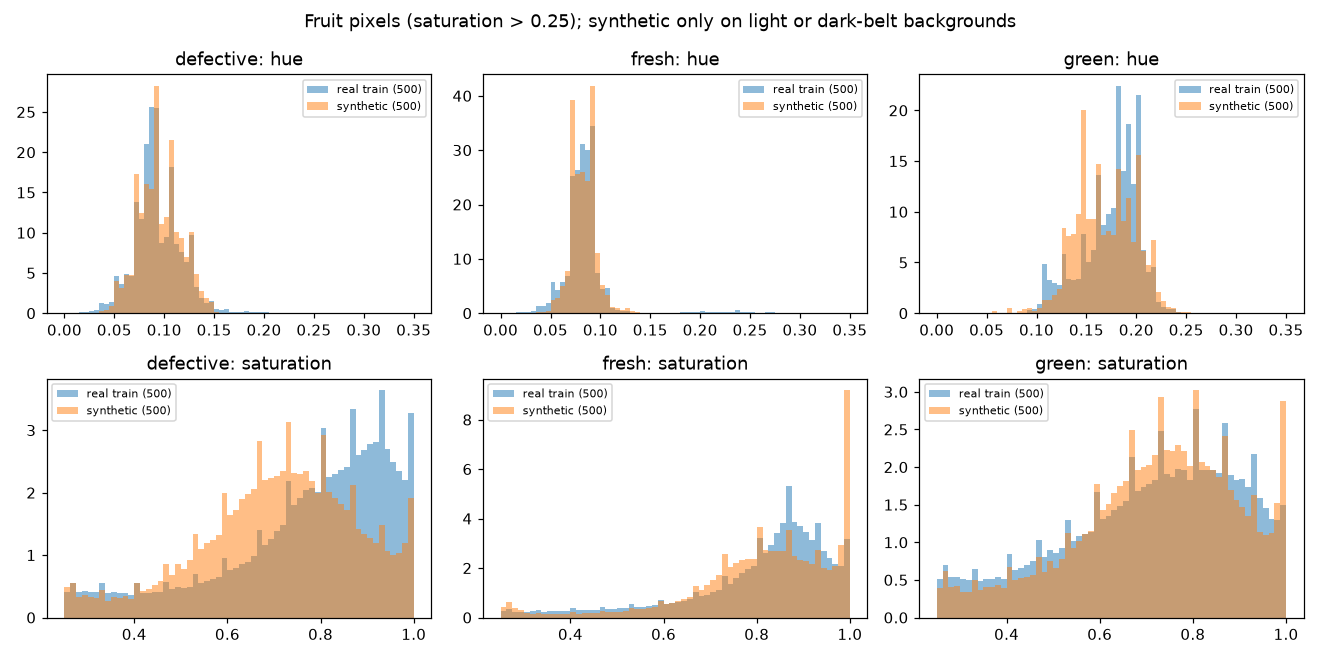 Fruit pixels (saturation > 0.25); synthetic only on light or dark-belt backgrounds
defective: hue
real train (500)
synthetic (500)
25
20
15
10
5
0
0.00 0.05 0.10 0.15 0.20 0.25 0.30 0.35
fresh: hue
real train (500)
synthetic (500)
40
30
20
10
0
0.00 0.05 0.10 0.15 0.20 0.25 0.30 0.35
green: hue
real train (500)
synthetic (500)
20
15
10
5
0
0.00 0.05 0.10 0.15 0.20 0.25 0.30 0.35
defective: saturation
real train (500)
synthetic (500)
3
2
1
0
0.4 0.6 0.8 1.0
fresh: saturation
real train (500)
synthetic (500)
8
6
4
2
0
0.4 0.6 0.8 1.0
green: saturation
real train (500)
synthetic (500)
3.0
2.5
2.0
1.5
1.0
0.5
0.0
0.4 0.6 0.8 1.0